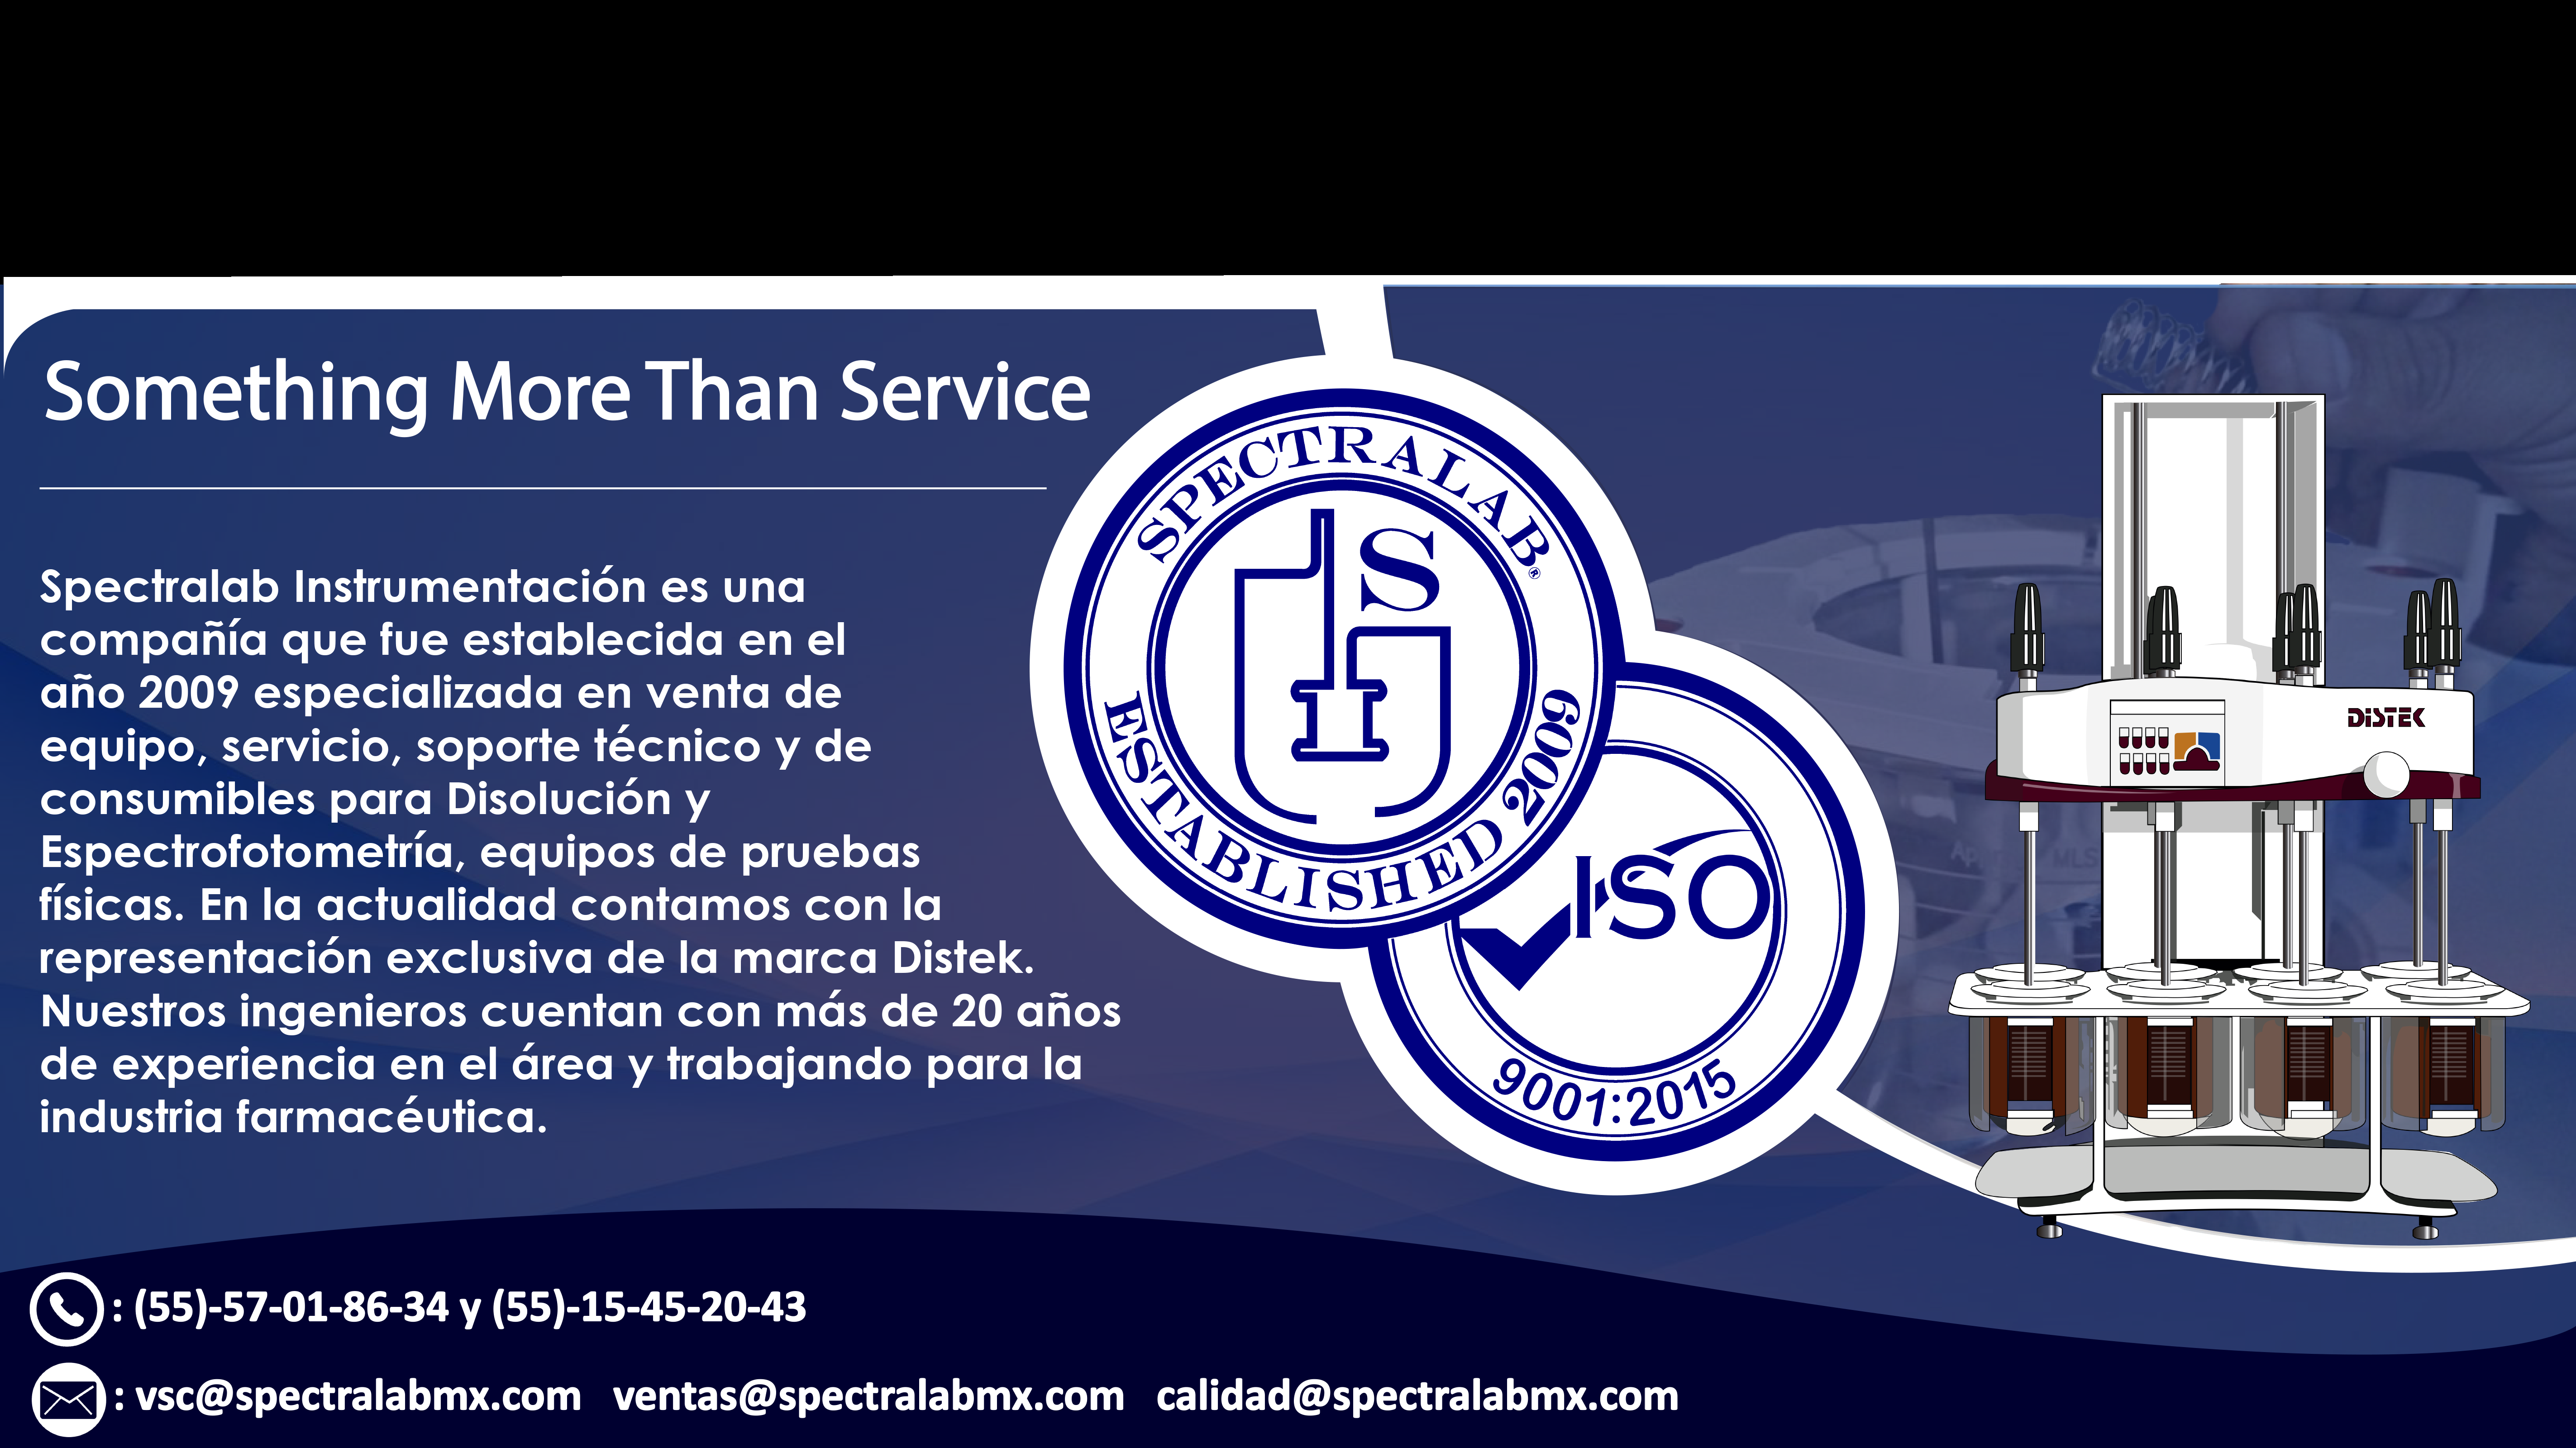 Something More Than Service
Spectralab Instrumentación es una
compañía que fue establecida en el
año 2009 especializada en venta de
equipo, servicio, soporte técnico y de
consumibles para Disolución y
Espectrofotometría, equipos de pruebas
físicas. En la actualidad contamos con la
representación exclusiva de la marca Distek.
Nuestros ingenieros cuentan con más de 20 años
de experiencia en el área y trabajando para la
industria farmacéutica.
SPECTRALAB®
S
ESTABLISHED 2009
ISO
9001:2015
DISTEK
: (55)-57-01-86-34 y (55)-15-45-20-43
: vsc@spectralabmx.com ventas@spectralabmx.com calidad@spectralabmx.com